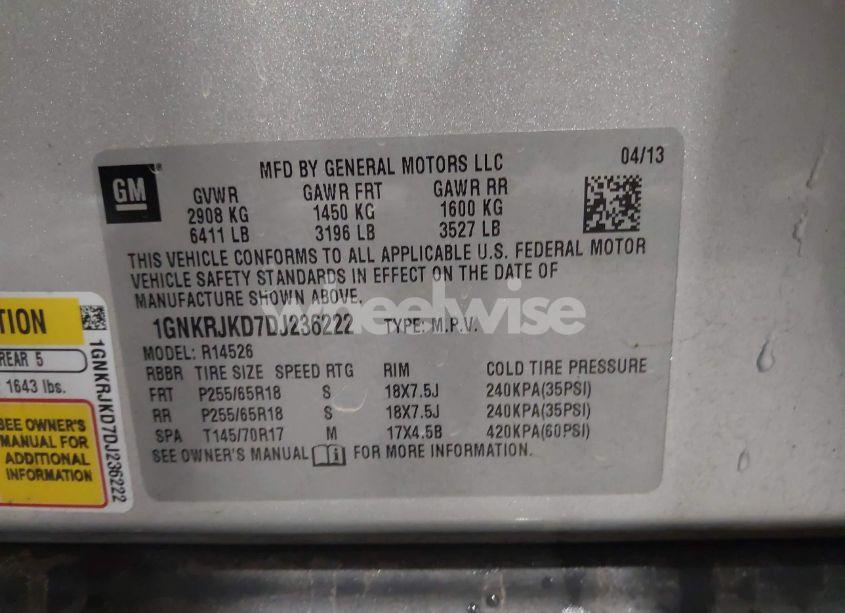 GM
MFD BY GENERAL MOTORS LLC 04/13
GVWR GAWR FRT GAWR RR
2908 KG 1450 KG 1600 KG
6411 LB 3196 LB 3527 LB
THIS VEHICLE CONFORMS TO ALL APPLICABLE U.S. FEDERAL MOTOR
VEHICLE SAFETY STANDARDS IN EFFECT ON THE DATE OF
MANUFACTURE SHOWN ABOVE.
1GNKRJKD7DJ236222 TYPE: M.P.V.
MODEL: R14526
RBBR TIRE SIZE SPEED RTG RIM COLD TIRE PRESSURE
FRT P255/65R18 S 18X7.5J 240KPA(35PSI)
RR P255/65R18 S 18X7.5J 240KPA(35PSI)
SPA T145/70R17 M 17X4.5B 420KPA(60PSI)
SEE OWNER'S MANUAL FOR MORE INFORMATION.
wheelwise
REAR 5
1643 lbs.
SEE OWNER'S
MANUAL FOR
ADDITIONAL
INFORMATION
1GNKRJKD7DJ236222